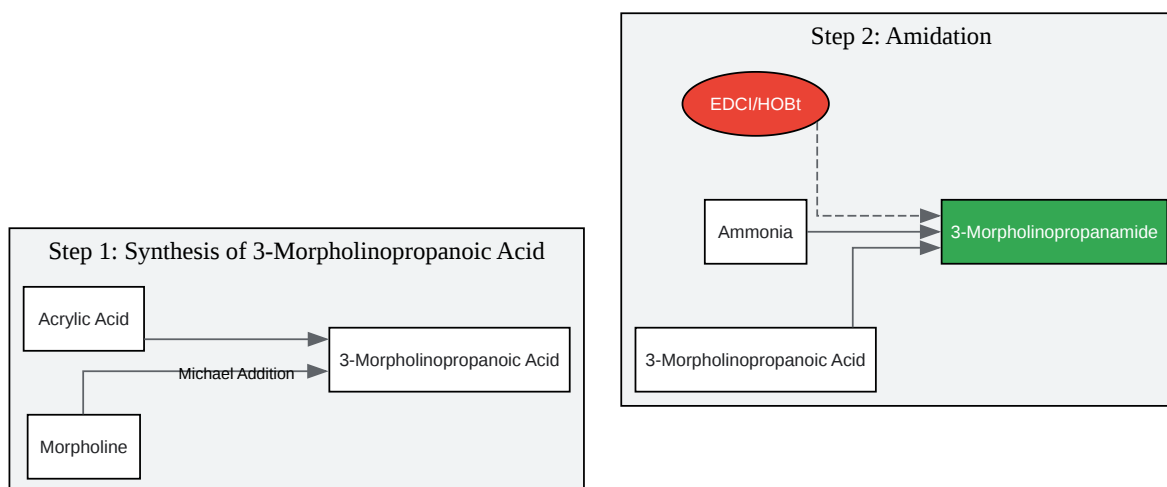 Step 1: Synthesis of 3-Morpholinopropanoic Acid
Acrylic Acid
3-Morpholinopropanoic Acid
Michael Addition
Morpholine
Step 2: Amidation
EDCI/HOBt
Ammonia
3-Morpholinopropanamide
3-Morpholinopropanoic Acid